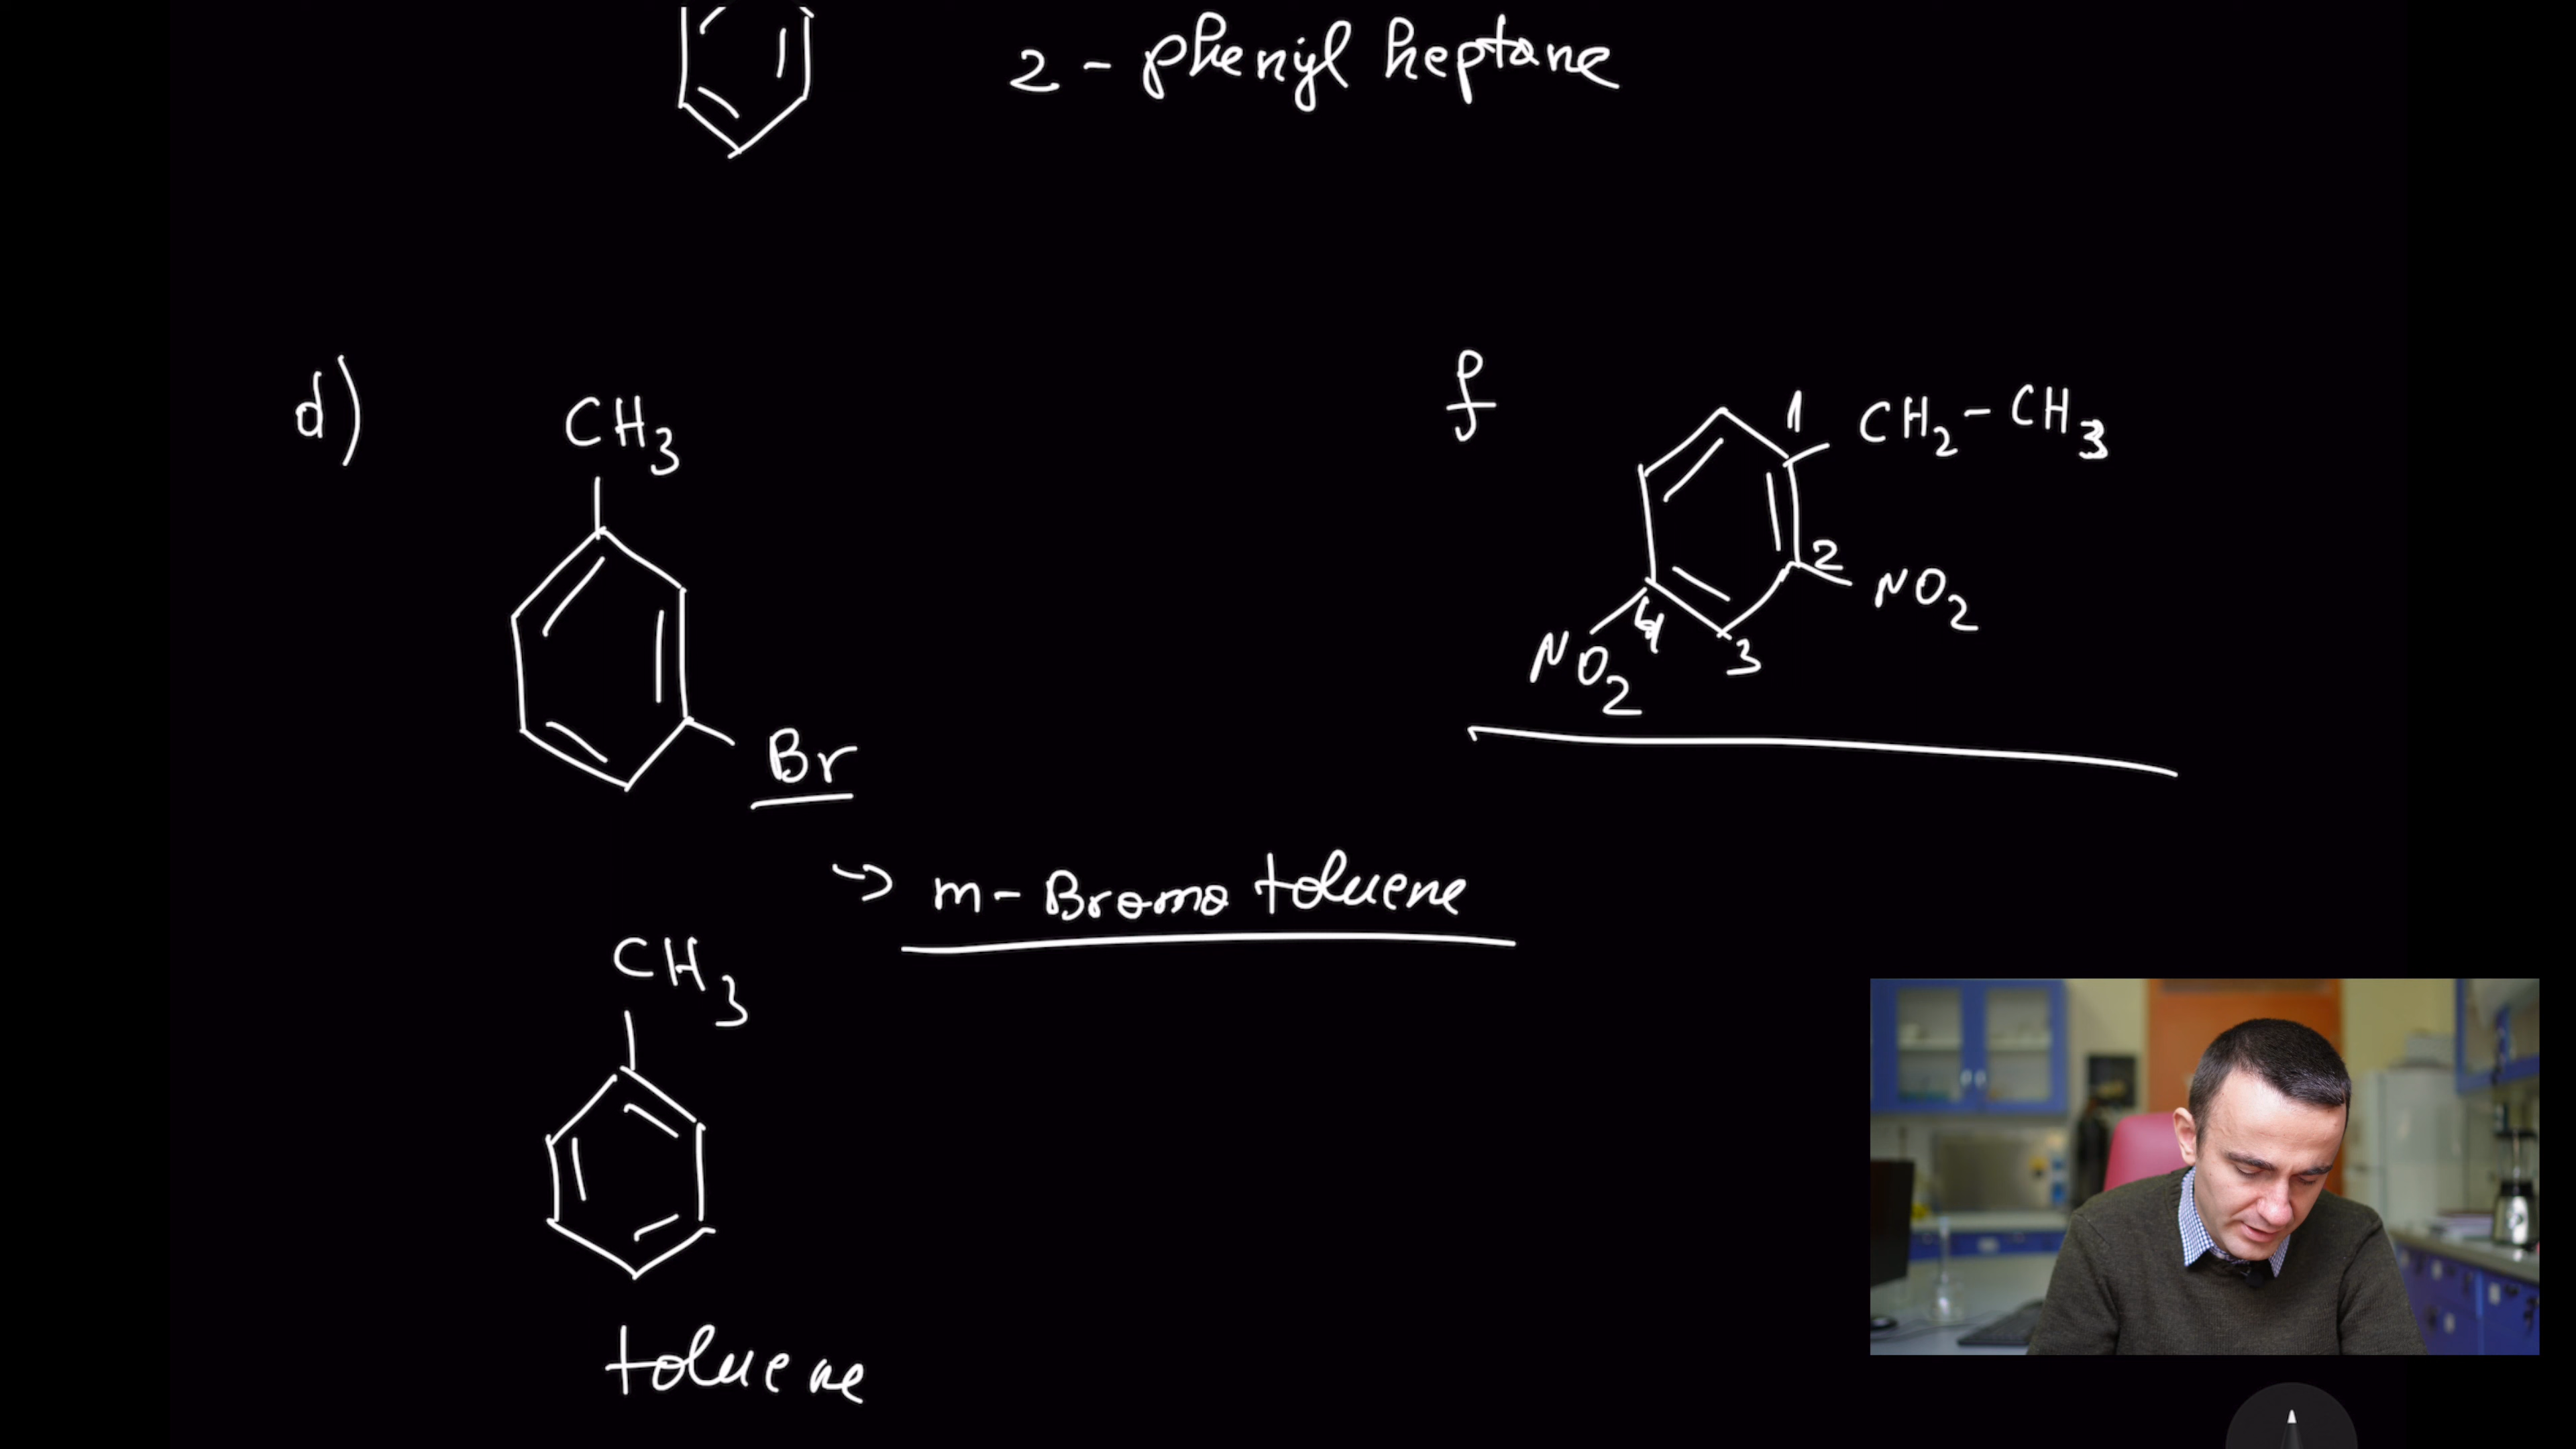 2 - phenyl heptane
d)
CH3
Br
→ m- Bromo toluene
CH3
toluene
f
1 CH2 - CH3
2 NO2
NO2 4 3